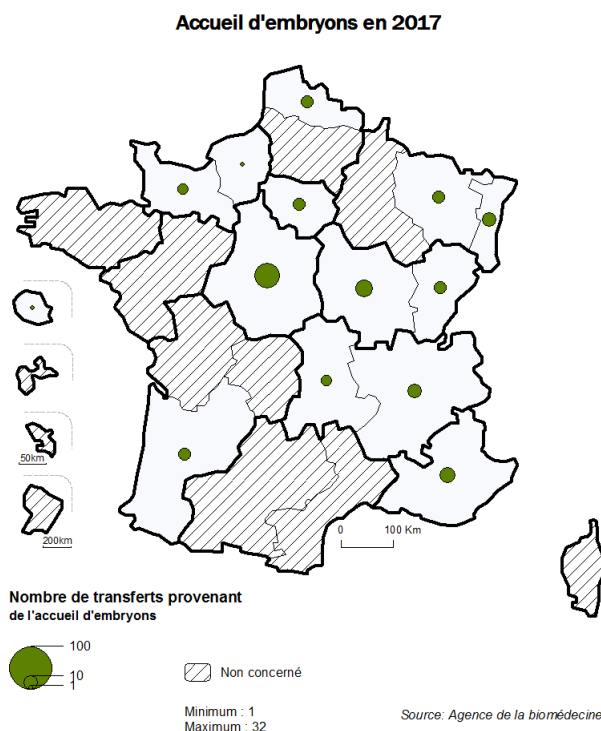 Accueil d'embryons en 2017
50km
200km
0 100 Km
Nombre de transferts provenant
de l'accueil d'embryons
100
10
1
Non concerné
Minimum : 1
Maximum : 32
Source: Agence de la biomédecine